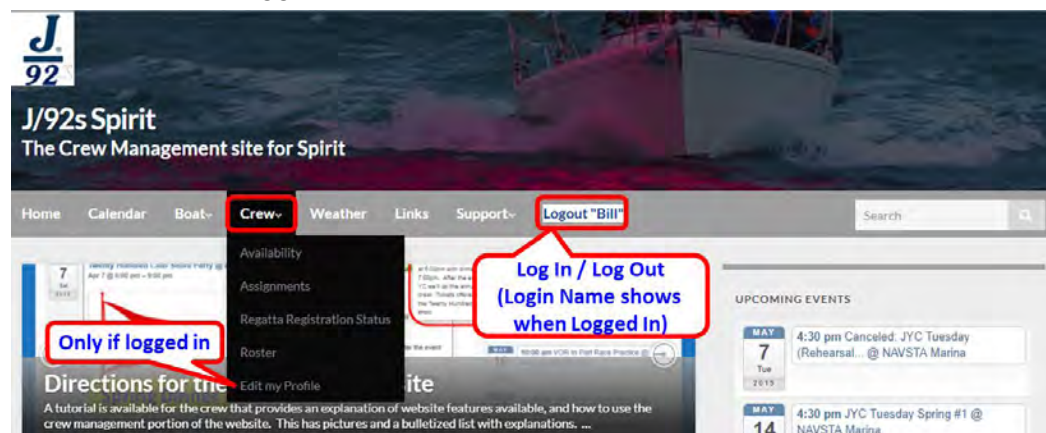 J
92
J/92s Spirit
The Crew Management site for Spirit
Home Calendar Boat Crew Weather Links Support Logout "Bill" Search
Availability
Assignments
Regatta Registration Status
Roster
Edit my Profile
Log In / Log Out
(Login Name shows
when Logged In)
Only if logged in
7
Apr 7 @ 6:00 pm – 9:00 pm
Directions for the ite
A tutorial is available for the crew that provides an explanation of website features available, and how to use the
crew management portion of the website. This has pictures and a bulletized list with explanations. ...
UPCOMING EVENTS
MAY
7
Tue
2019
4:30 pm Canceled: JYC Tuesday
(Rehearsal... @ NAVSTA Marina
MAY
14
4:30 pm JYC Tuesday Spring #1 @
NAVSTA Marina